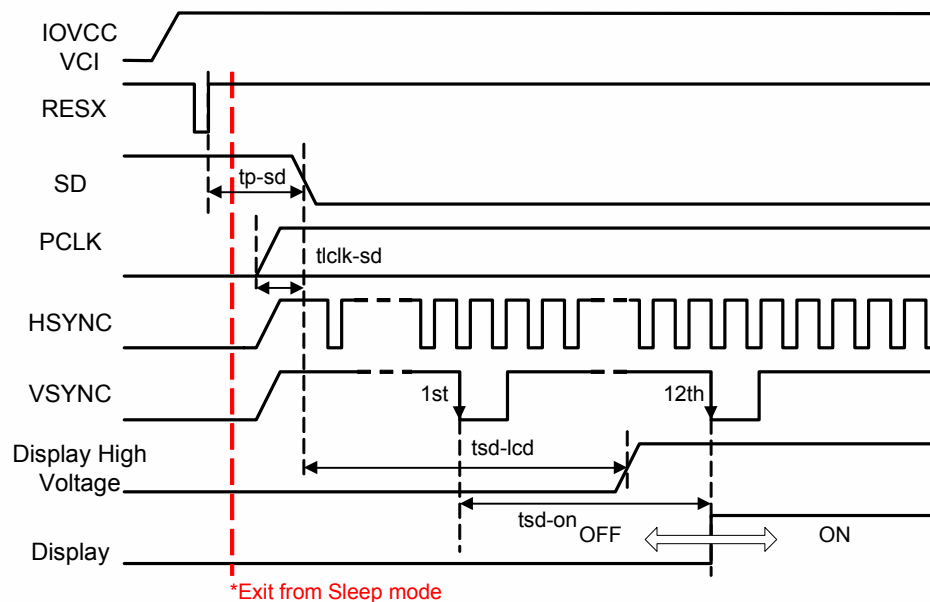 IOVCC
VCI
RESX
SD
tp-sd
PCLK
tlclk-sd
HSYNC
VSYNC
1st
12th
Display High
Voltage
tsd-lcd
tsd-on
OFF
ON
Display
*Exit from Sleep mode